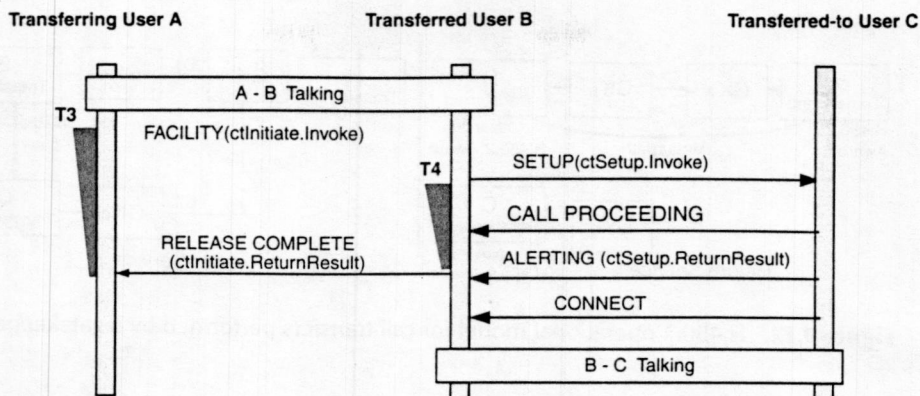 Transferring User A Transferred User B Transferred-to User C
A - B Talking
T3
FACILITY(ctInitiate.Invoke)
T4
SETUP(ctSetup.Invoke)
CALL PROCEEDING
RELEASE COMPLETE
(ctInitiate.ReturnResult)
ALERTING (ctSetup.ReturnResult)
CONNECT
B - C Talking